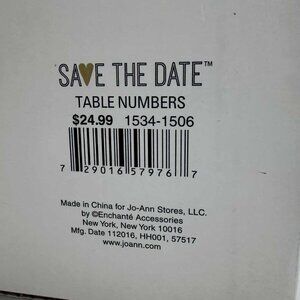 SAVE THE DATE™
TABLE NUMBERS
$24.99 1534-1506
7 29016 57976 7
Made in China for Jo-Ann Stores, LLC.
by ©Enchanté Accessories
New York, New York 10016
Mfg. Date 112016, HH001, 57517
www.joann.com